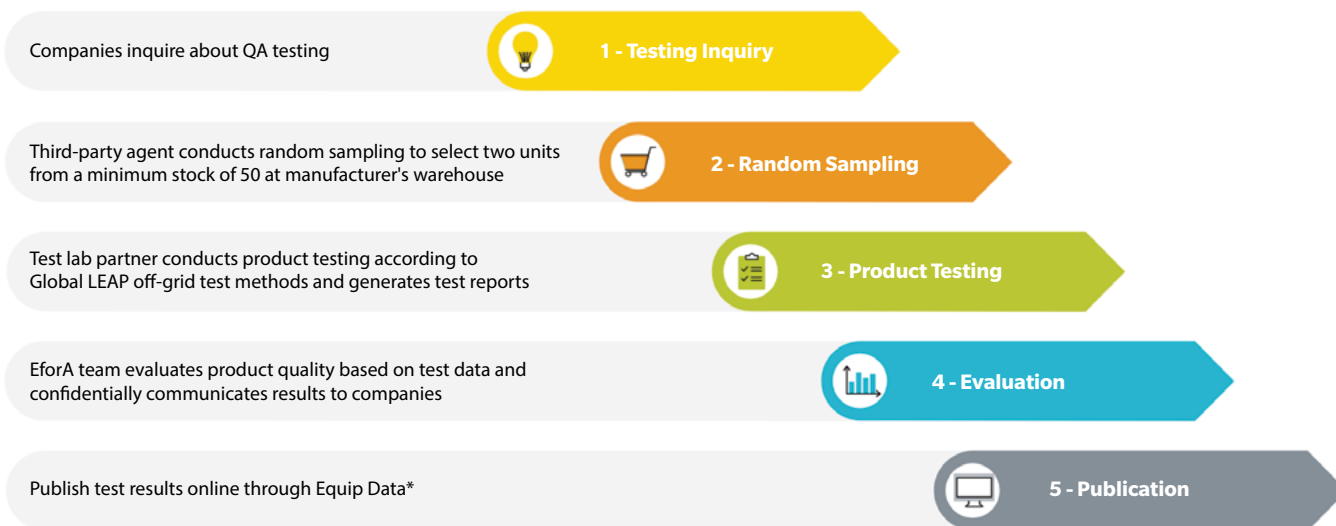 Companies inquire about QA testing
1 - Testing Inquiry
Third-party agent conducts random sampling to select two units
from a minimum stock of 50 at manufacturer's warehouse
2 - Random Sampling
Test lab partner conducts product testing according to
Global LEAP off-grid test methods and generates test reports
3 - Product Testing
EforA team evaluates product quality based on test data and
confidentially communicates results to companies
4 - Evaluation
Publish test results online through Equip Data*
5 - Publication